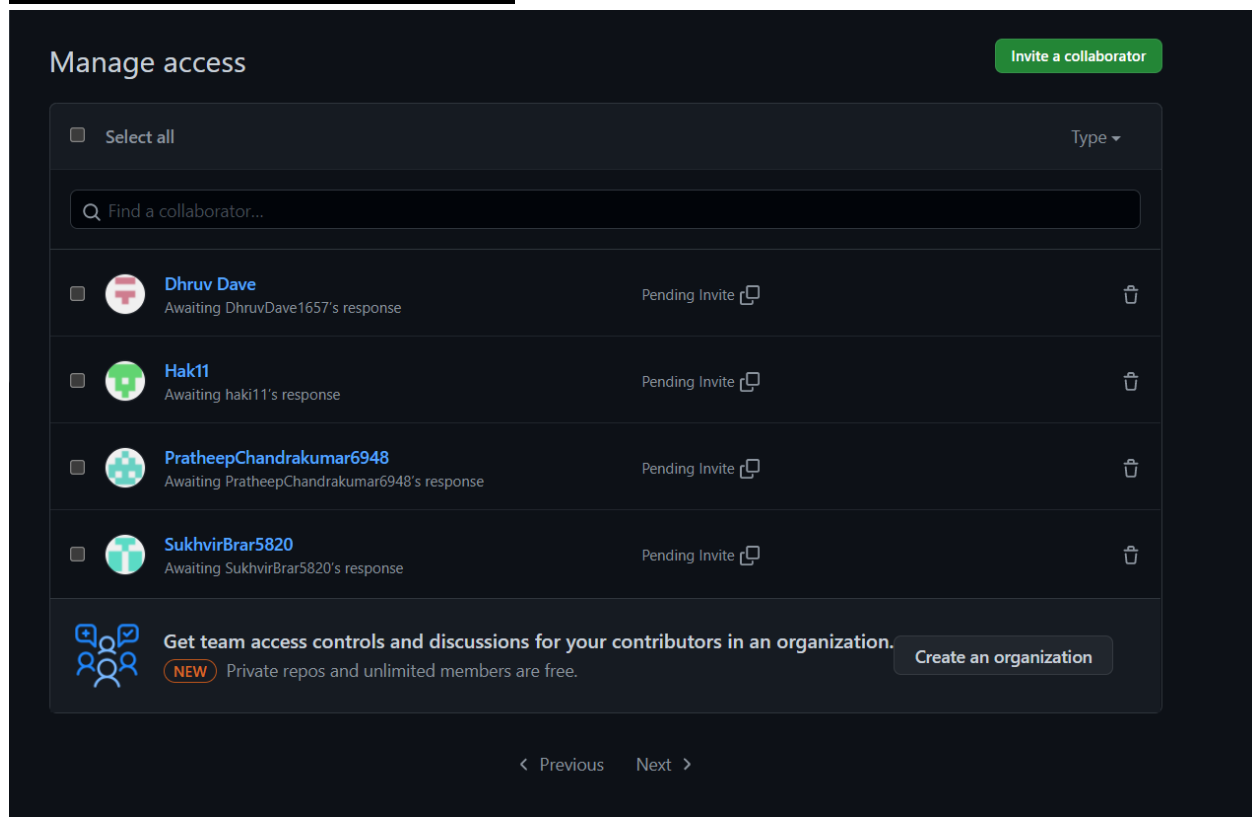 Manage access
Invite a collaborator
Select all
Type
Find a collaborator...
Dhruv Dave
Awaiting DhruvDave1657's response
Pending Invite
Hak11
Awaiting haki11's response
Pending Invite
PratheepChandrakumar6948
Awaiting PratheepChandrakumar6948's response
Pending Invite
SukhvirBrar5820
Awaiting SukhvirBrar5820's response
Pending Invite
Get team access controls and discussions for your contributors in an organization.
NEW Private repos and unlimited members are free.
Create an organization
Previous Next